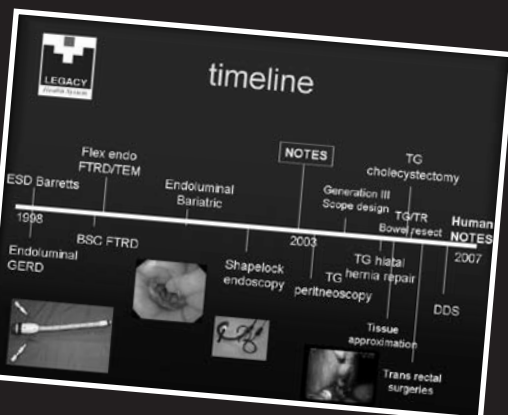 LEGACY
Health System
timeline
Flex endo
FTRD/TEM
NOTES
TG
cholecystectomy
ESD Barretts
Endoluminal
Bariatric
Generation III
Scope design
TG/TR
Bowel resect
Human
NOTES
1998
2003
2007
Endoluminal
GERD
BSC FTRD
Shapelock
endoscopy
TG
peritneoscopy
TG hiatal
hernia repair
DDS
Tissue
approximation
Trans rectal
surgeries